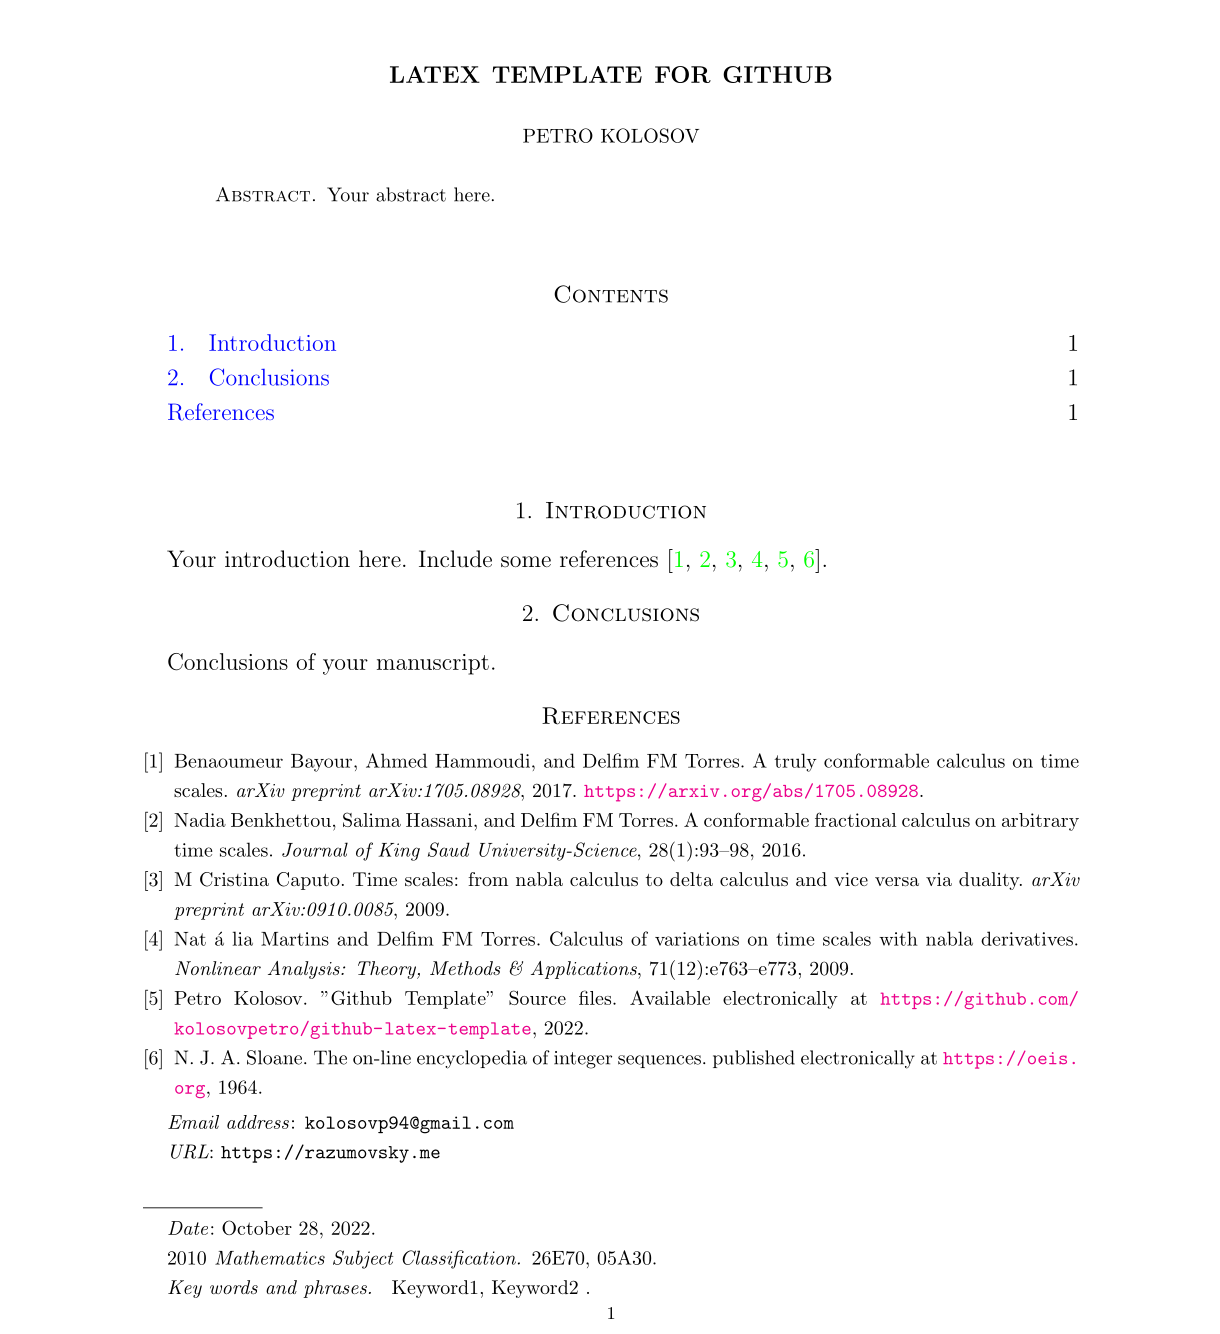 LATEX TEMPLATE FOR GITHUB
PETRO KOLOSOV
Abstract. Your abstract here.
Contents
1. Introduction 1
2. Conclusions 1
References 1
1. Introduction
Your introduction here. Include some references [1, 2, 3, 4, 5, 6].
2. Conclusions
Conclusions of your manuscript.
References
[1] Benaoumeur Bayour, Ahmed Hammoudi, and Delfim FM Torres. A truly conformable calculus on time
scales. arXiv preprint arXiv:1705.08928, 2017. https://arxiv.org/abs/1705.08928.
[2] Nadia Benkhettou, Salima Hassani, and Delfim FM Torres. A conformable fractional calculus on arbitrary
time scales. Journal of King Saud University-Science, 28(1):93–98, 2016.
[3] M Cristina Caputo. Time scales: from nabla calculus to delta calculus and vice versa via duality. arXiv
preprint arXiv:0910.0085, 2009.
[4] Nat á lia Martins and Delfim FM Torres. Calculus of variations on time scales with nabla derivatives.
Nonlinear Analysis: Theory, Methods & Applications, 71(12):e763–e773, 2009.
[5] Petro Kolosov. ”Github Template” Source files. Available electronically at https://github.com/
kolosovpetro/github-latex-template, 2022.
[6] N. J. A. Sloane. The on-line encyclopedia of integer sequences. published electronically at https://oeis.
org, 1964.
Email address: kolosovp94@gmail.com
URL: https://razumovsky.me
Date: October 28, 2022.
2010 Mathematics Subject Classification. 26E70, 05A30.
Key words and phrases. Keyword1, Keyword2 .
1